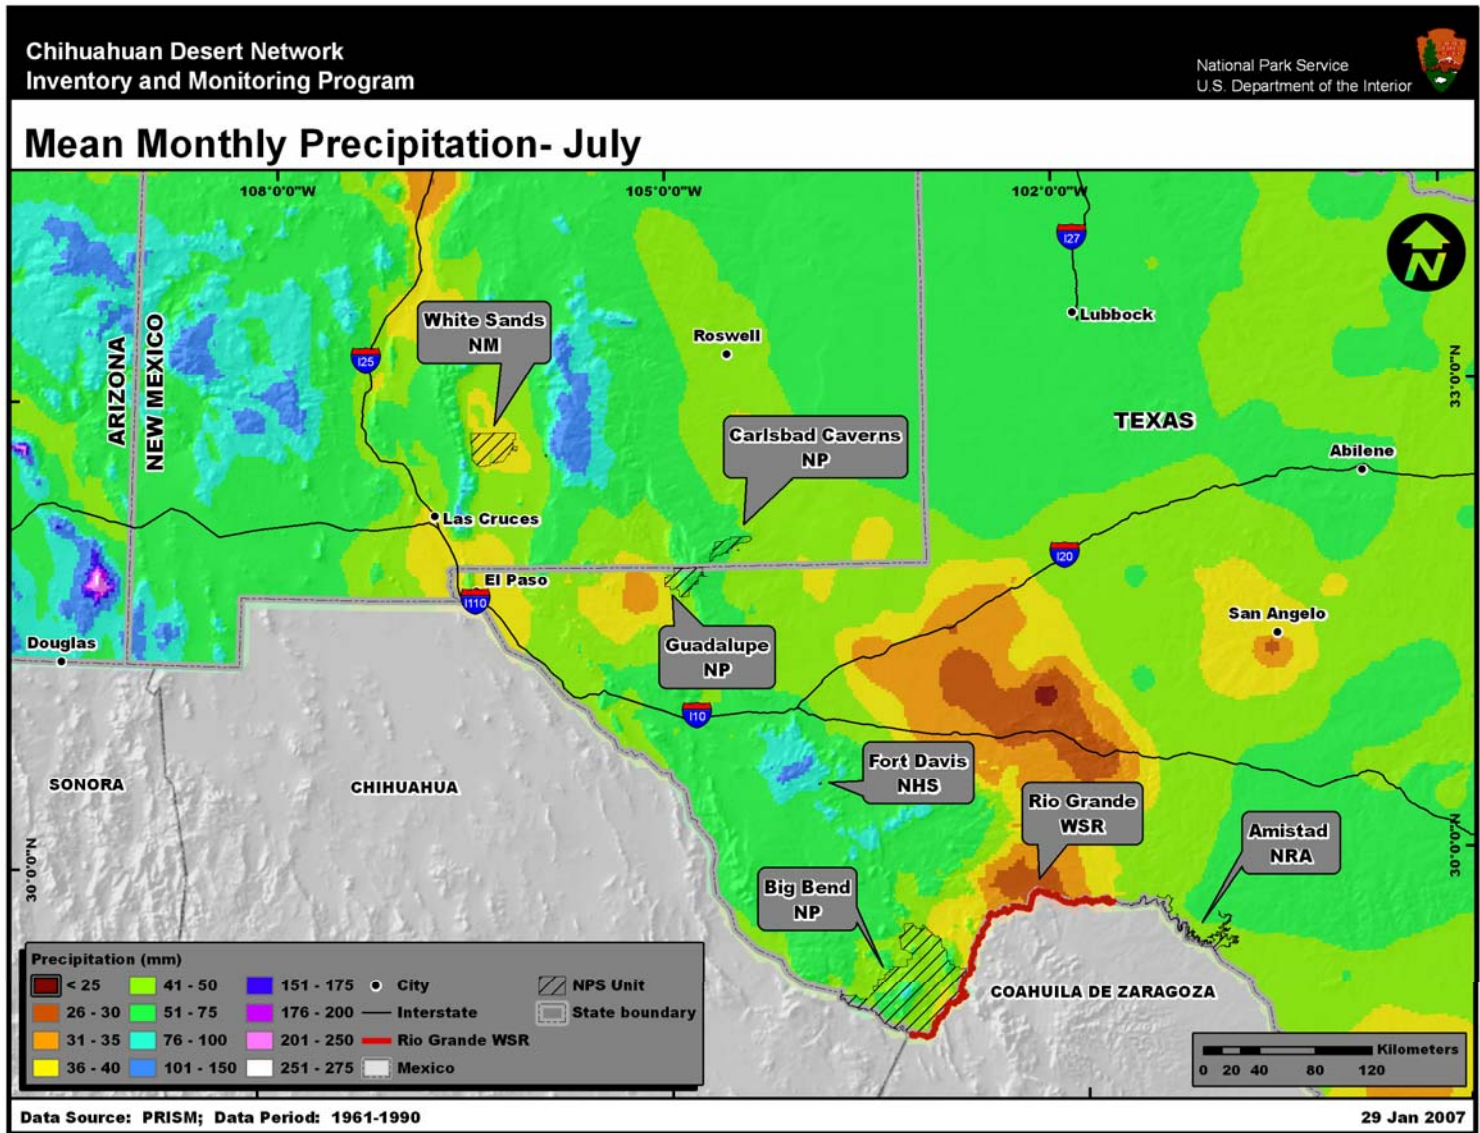 Chihuahuan Desert Network
Inventory and Monitoring Program
National Park Service
U.S. Department of the Interior
Mean Monthly Precipitation- July
108°0'0"W
105°0'0"W
102°0'0"W
I27
Lubbock
White Sands
NM
Roswell
I25
ARIZONA
NEW MEXICO
33°0'0"N
TEXAS
Carlsbad Caverns
NP
Abilene
Las Cruces
I20
El Paso
I110
San Angelo
Guadalupe
NP
Douglas
I10
SONORA
CHIHUAHUA
Fort Davis
NHS
Rio Grande
WSR
Amistad
NRA
30°0'0"N
30°0'0"N
Big Bend
NP
COAHUILA DE ZARAGOZA
Precipitation (mm)
< 25
41 - 50
151 - 175
City
NPS Unit
26 - 30
51 - 75
176 - 200
Interstate
State boundary
31 - 35
76 - 100
201 - 250
Rio Grande WSR
36 - 40
101 - 150
251 - 275
Mexico
Kilometers
0 20 40 80 120
Data Source: PRISM; Data Period: 1961-1990
29 Jan 2007
N